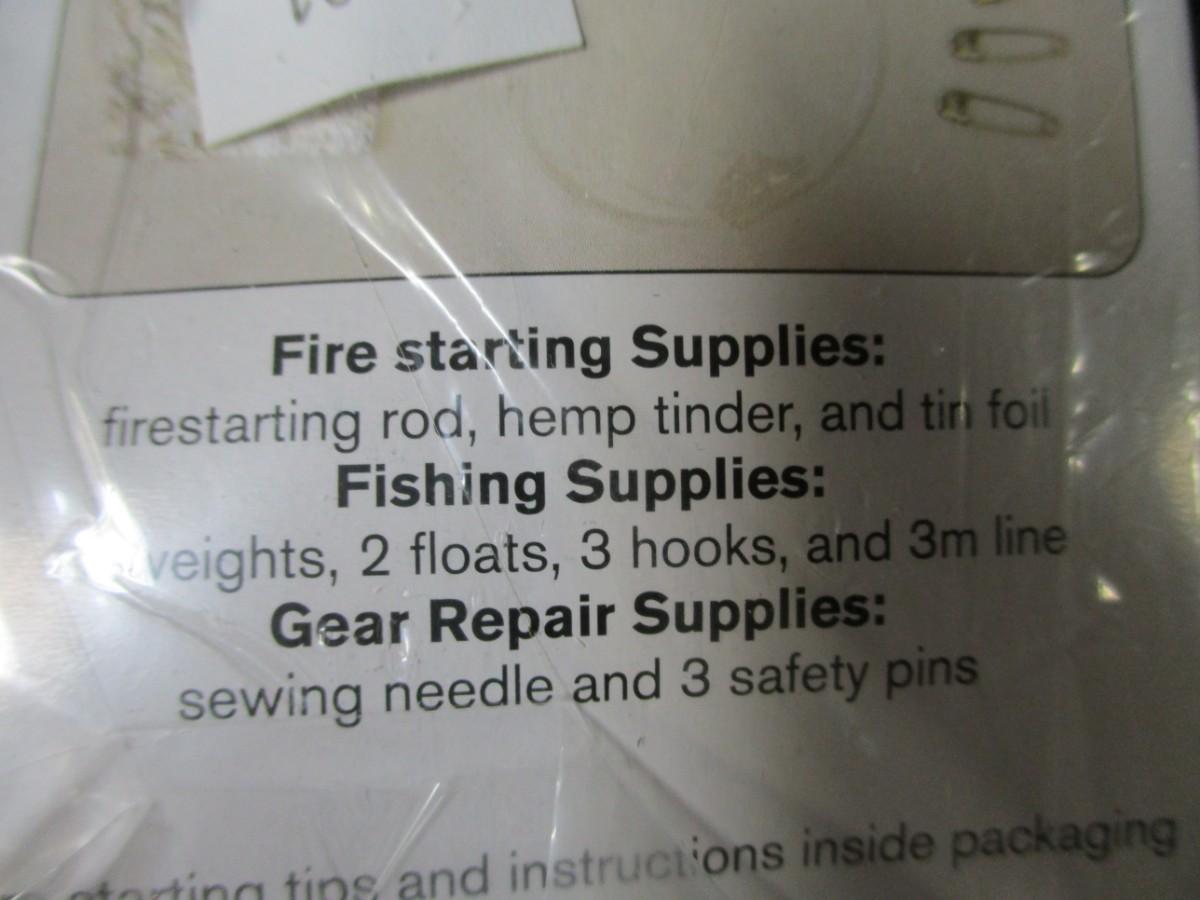 Fire starting Supplies:
firestarting rod, hemp tinder, and tin foil
Fishing Supplies:
weights, 2 floats, 3 hooks, and 3m line
Gear Repair Supplies:
sewing needle and 3 safety pins
starting tips and instructions inside packaging